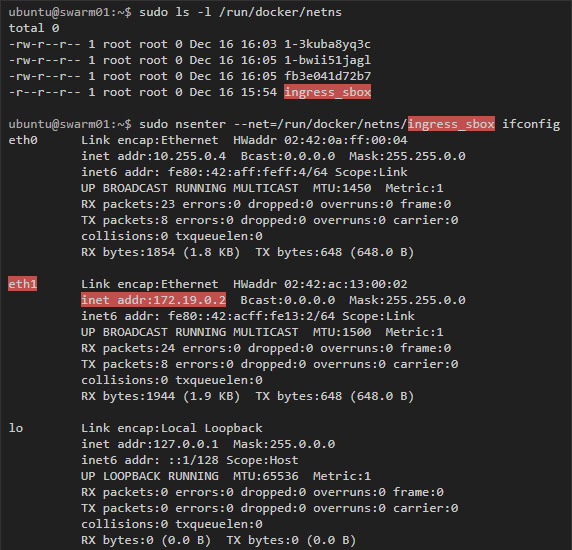 ubuntu@swarm01:~$ sudo ls -l /run/docker/netns
total 0
-rw-r--r-- 1 root root 0 Dec 16 16:03 1-3kuba8yq3c
-rw-r--r-- 1 root root 0 Dec 16 16:05 1-bwii51jagl
-rw-r--r-- 1 root root 0 Dec 16 16:05 fb3e041d72b7
-r--r--r-- 1 root root 0 Dec 16 15:54 ingress_sbox
ubuntu@swarm01:~$ sudo nsenter --net=/run/docker/netns/ingress_sbox ifconfig
eth0 Link encap:Ethernet HWaddr 02:42:0a:ff:00:04
inet addr:10.255.0.4 Bcast:0.0.0.0 Mask:255.255.0.0
inet6 addr: fe80::42:aff:feff:4/64 Scope:Link
UP BROADCAST RUNNING MULTICAST MTU:1450 Metric:1
RX packets:23 errors:0 dropped:0 overruns:0 frame:0
TX packets:8 errors:0 dropped:0 overruns:0 carrier:0
collisions:0 txqueuelen:0
RX bytes:1854 (1.8 KB) TX bytes:648 (648.0 B)
eth1 Link encap:Ethernet HWaddr 02:42:ac:13:00:02
inet addr:172.19.0.2 Bcast:0.0.0.0 Mask:255.255.0.0
inet6 addr: fe80::42:acff:fe13:2/64 Scope:Link
UP BROADCAST RUNNING MULTICAST MTU:1500 Metric:1
RX packets:24 errors:0 dropped:0 overruns:0 frame:0
TX packets:8 errors:0 dropped:0 overruns:0 carrier:0
collisions:0 txqueuelen:0
RX bytes:1944 (1.9 KB) TX bytes:648 (648.0 B)
lo Link encap:Local Loopback
inet addr:127.0.0.1 Mask:255.0.0.0
inet6 addr: ::1/128 Scope:Host
UP LOOPBACK RUNNING MTU:65536 Metric:1
RX packets:0 errors:0 dropped:0 overruns:0 frame:0
TX packets:0 errors:0 dropped:0 overruns:0 carrier:0
collisions:0 txqueuelen:0
RX bytes:0 (0.0 B) TX bytes:0 (0.0 B)